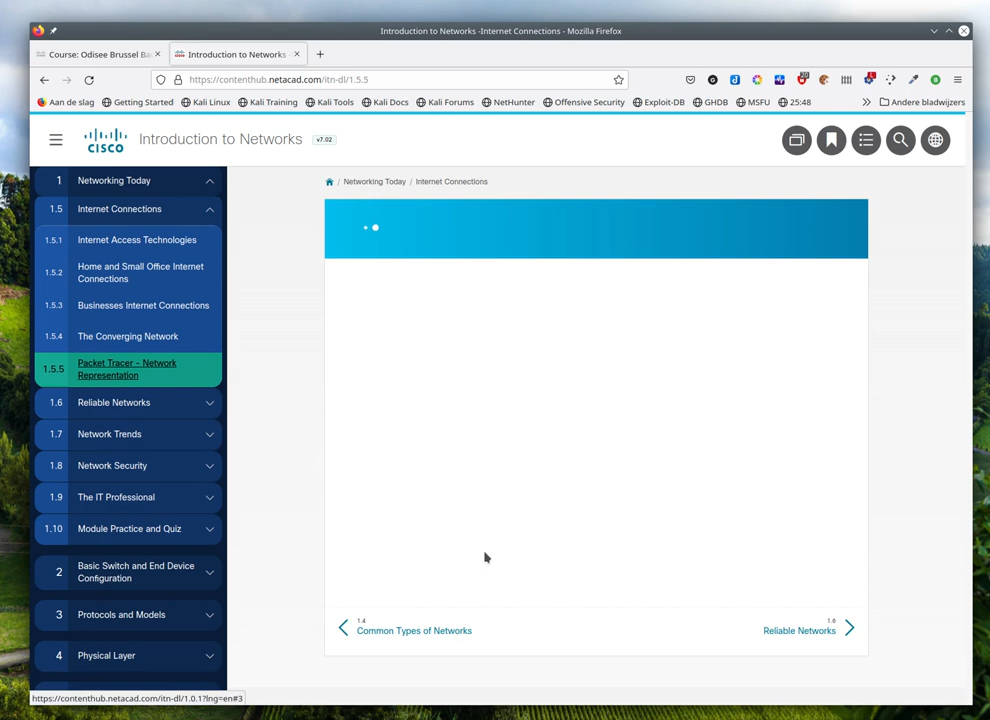 Introduction to Networks -Internet Connections - Mozilla Firefox
Course: Odisee Brussel Ba
Introduction to Networks -
https://contenthub.netacad.com/itn-dl/1.5.5
Aan de slag Getting Started Kali Linux Kali Training Kali Tools Kali Docs Kali Forums NetHunter Offensive Security Exploit-DB GHDB MSFU 25:48 Andere bladwijzers
CISCO Introduction to Networks v7.02
1 Networking Today
1.5 Internet Connections
1.5.1 Internet Access Technologies
1.5.2 Home and Small Office Internet
Connections
1.5.3 Businesses Internet Connections
1.5.4 The Converging Network
1.5.5 Packet Tracer - Network
Representation
1.6 Reliable Networks
1.7 Network Trends
1.8 Network Security
1.9 The IT Professional
1.10 Module Practice and Quiz
2 Basic Switch and End Device
Configuration
3 Protocols and Models
4 Physical Layer
https://contenthub.netacad.com/itn-dl/1.0.1?lng=en#3
/ Networking Today / Internet Connections
1.4
Common Types of Networks
1.6
Reliable Networks